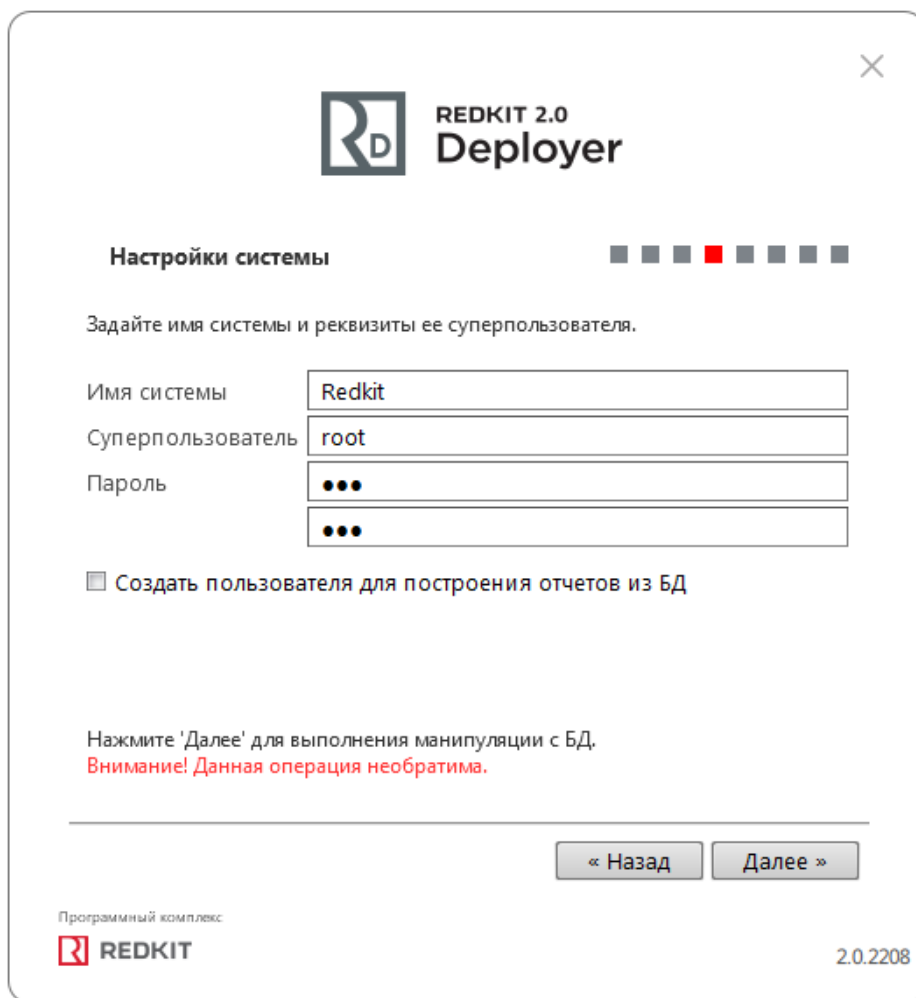 RD
REDKIT 2.0
Deployer
Настройки системы
Задайте имя системы и реквизиты ее суперпользователя.
Имя системы Redkit
Суперпользователь root
Пароль ●●●
●●●
Создать пользователя для построения отчетов из БД
Нажмите 'Далее' для выполнения манипуляции с БД.
Внимание! Данная операция необратима.
« Назад Далее »
Программный комплекс
REDKIT
2.0.2208